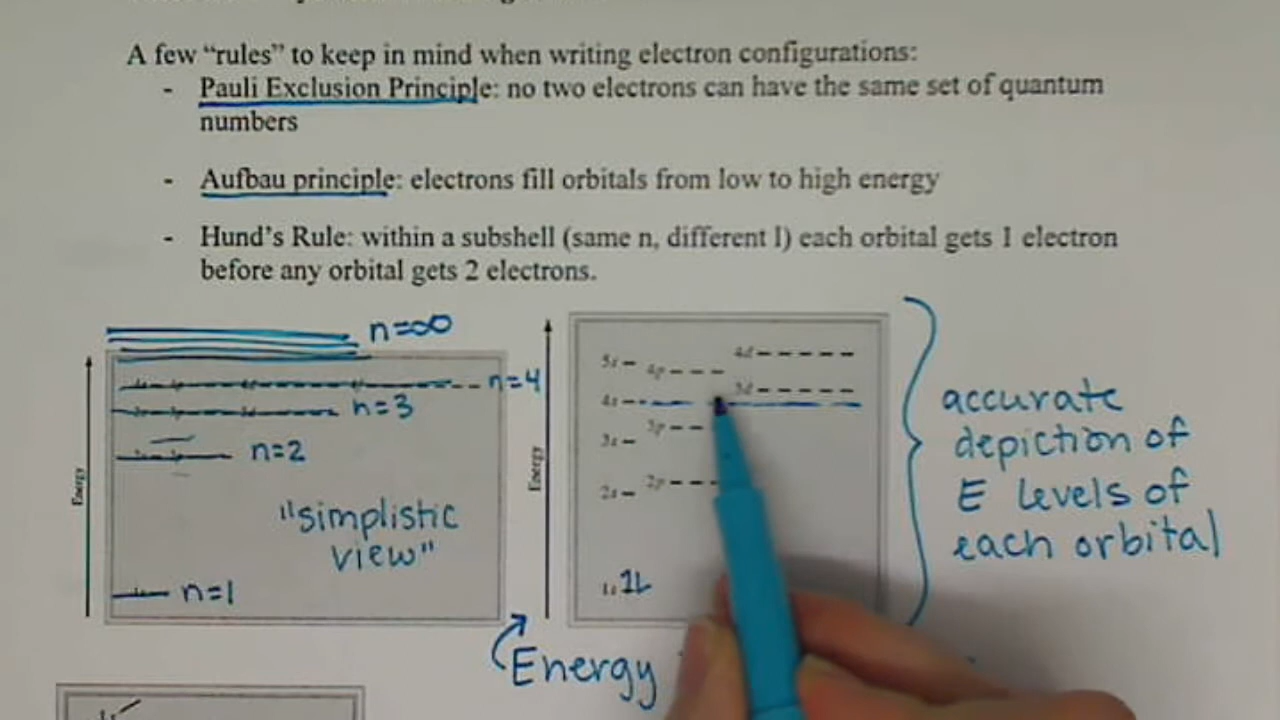 A few “rules” to keep in mind when writing electron configurations:
- Pauli Exclusion Principle: no two electrons can have the same set of quantum
numbers
- Aufbau principle: electrons fill orbitals from low to high energy
- Hund’s Rule: within a subshell (same n, different l) each orbital gets 1 electron
before any orbital gets 2 electrons.
n=∞
n=4
n=3
n=2
"simplistic
view"
n=1
Energy
Energy
5s
4p
4d
4s
3d
3s
3p
2s
2p
accurate
depiction of
E levels of
each orbital
Energy